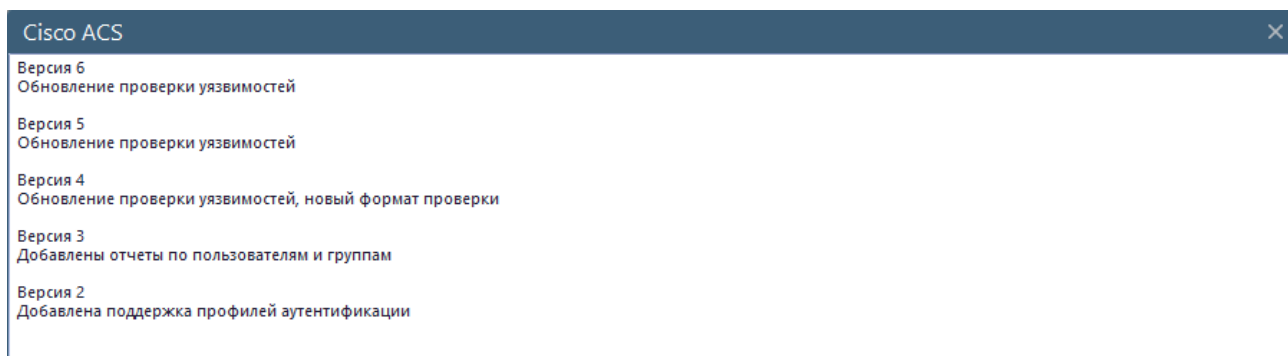 Cisco ACS
Версия 6
Обновление проверки уязвимостей
Версия 5
Обновление проверки уязвимостей
Версия 4
Обновление проверки уязвимостей, новый формат проверки
Версия 3
Добавлены отчеты по пользователям и группам
Версия 2
Добавлена поддержка профилей аутентификации